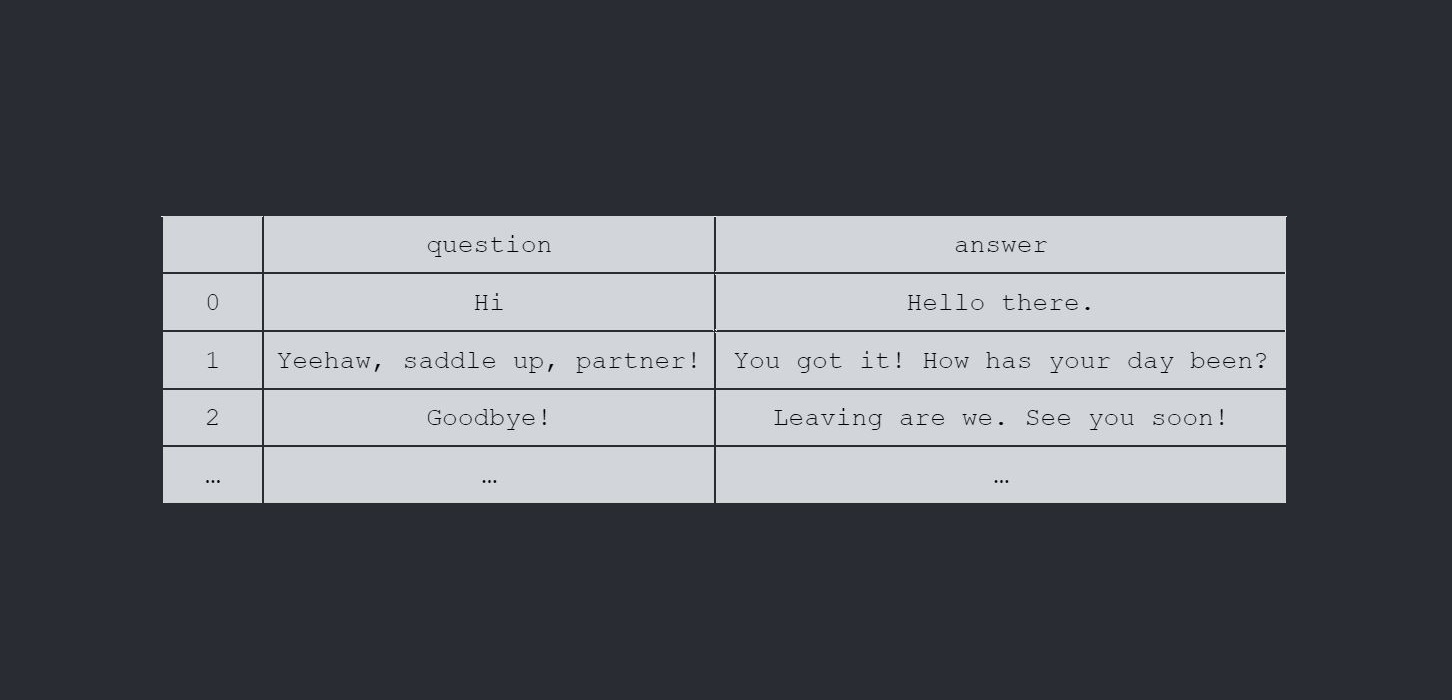 question answer
0 Hi Hello there.
1 Yeehaw, saddle up, partner! You got it! How has your day been?
2 Goodbye! Leaving are we. See you soon!
… … …